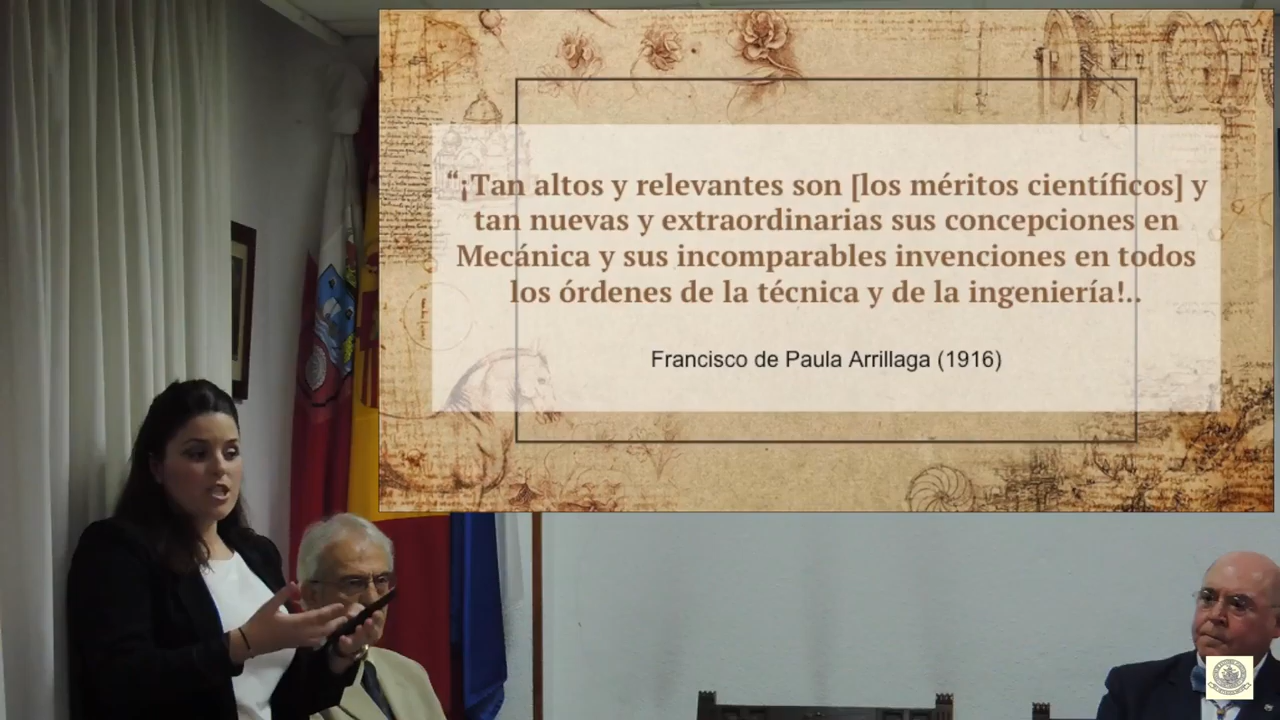 “¡Tan altos y relevantes son [los méritos científicos] y
tan nuevas y extraordinarias sus concepciones en
Mecánica y sus incomparables invenciones en todos
los órdenes de la técnica y de la ingeniería!..
Francisco de Paula Arrillaga (1916)